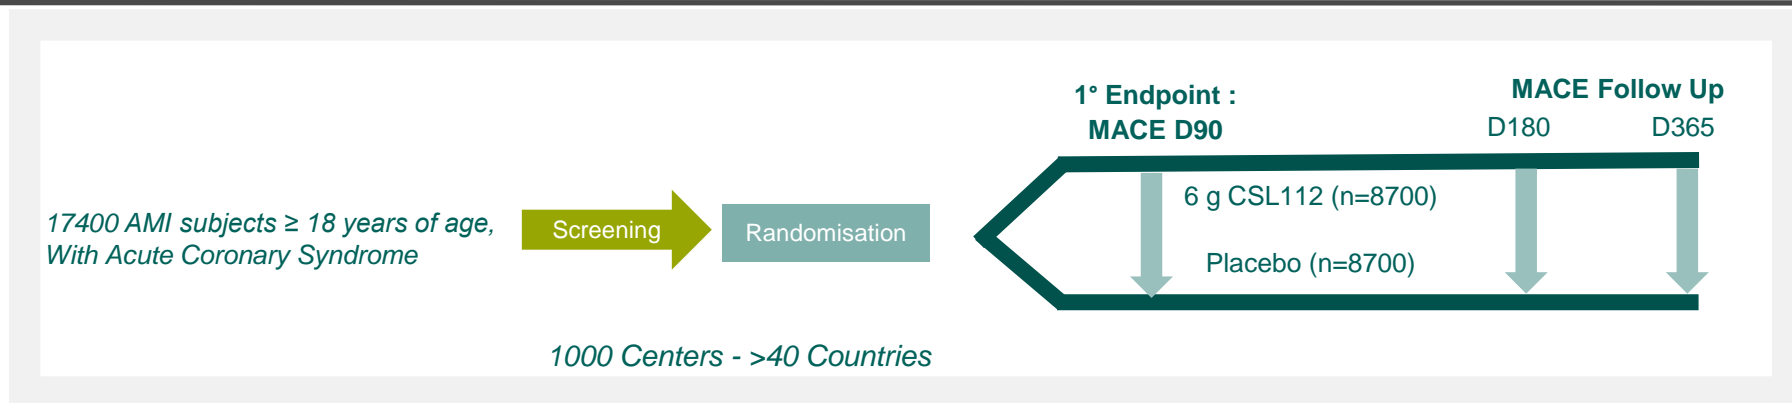 17400 AMI subjects ≥ 18 years of age,
With Acute Coronary Syndrome
Screening
Randomisation
1000 Centers - >40 Countries
1° Endpoint :
MACE D90
MACE Follow Up
D180
D365
6 g CSL112 (n=8700)
Placebo (n=8700)